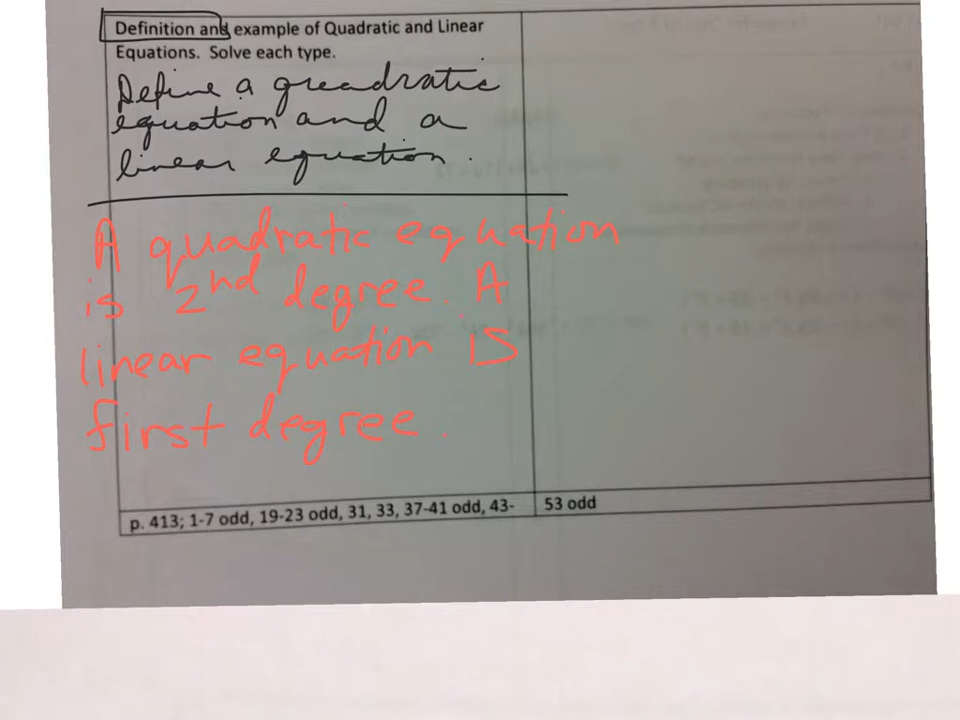 Definition and example of Quadratic and Linear
Equations. Solve each type.
Define a quadratic
equation and a
linear equation.
A quadratic equation
is 2nd degree. A
linear equation is
first degree.
p. 413; 1-7 odd, 19-23 odd, 31, 33, 37-41 odd, 43- 53 odd